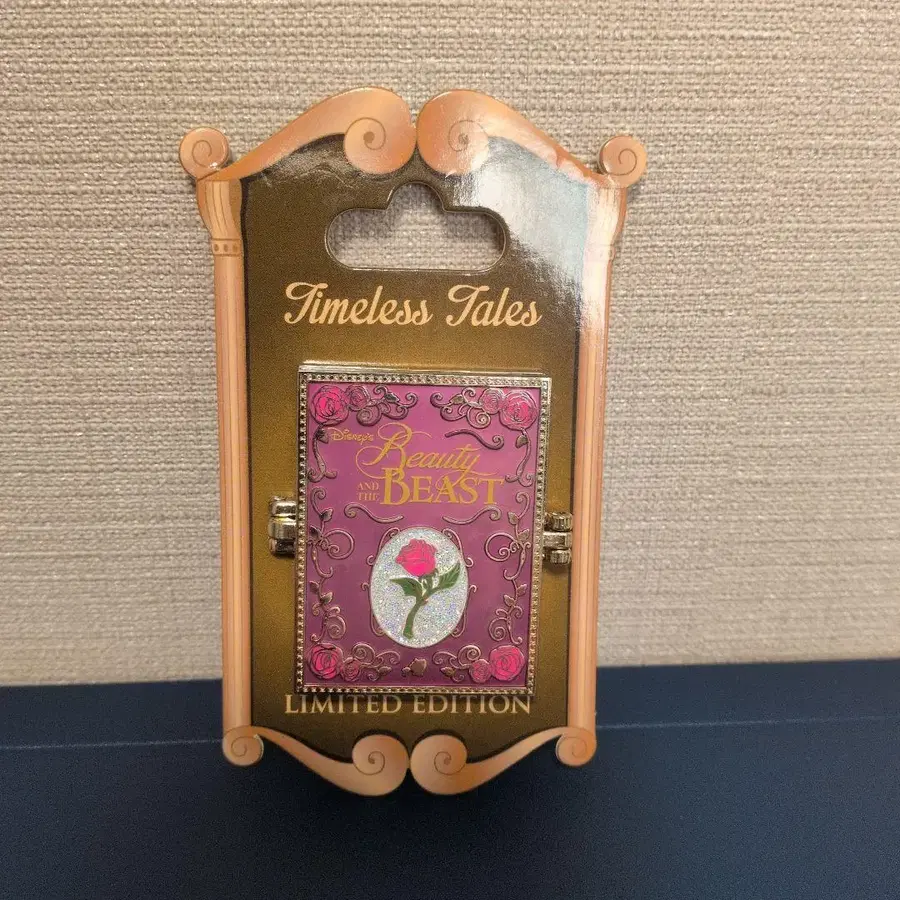 Timeless Tales
Disney's
Beauty
AND THE BEAST
LIMITED EDITION